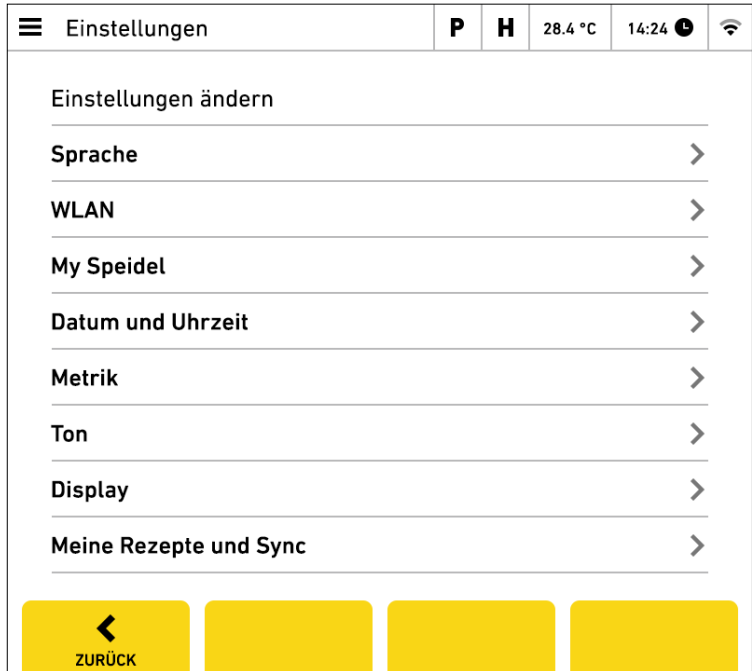 Einstellungen P H 28.4 °C 14:24
Einstellungen ändern
Sprache
WLAN
My Speidel
Datum und Uhrzeit
Metrik
Ton
Display
Meine Rezepte und Sync
ZURÜCK